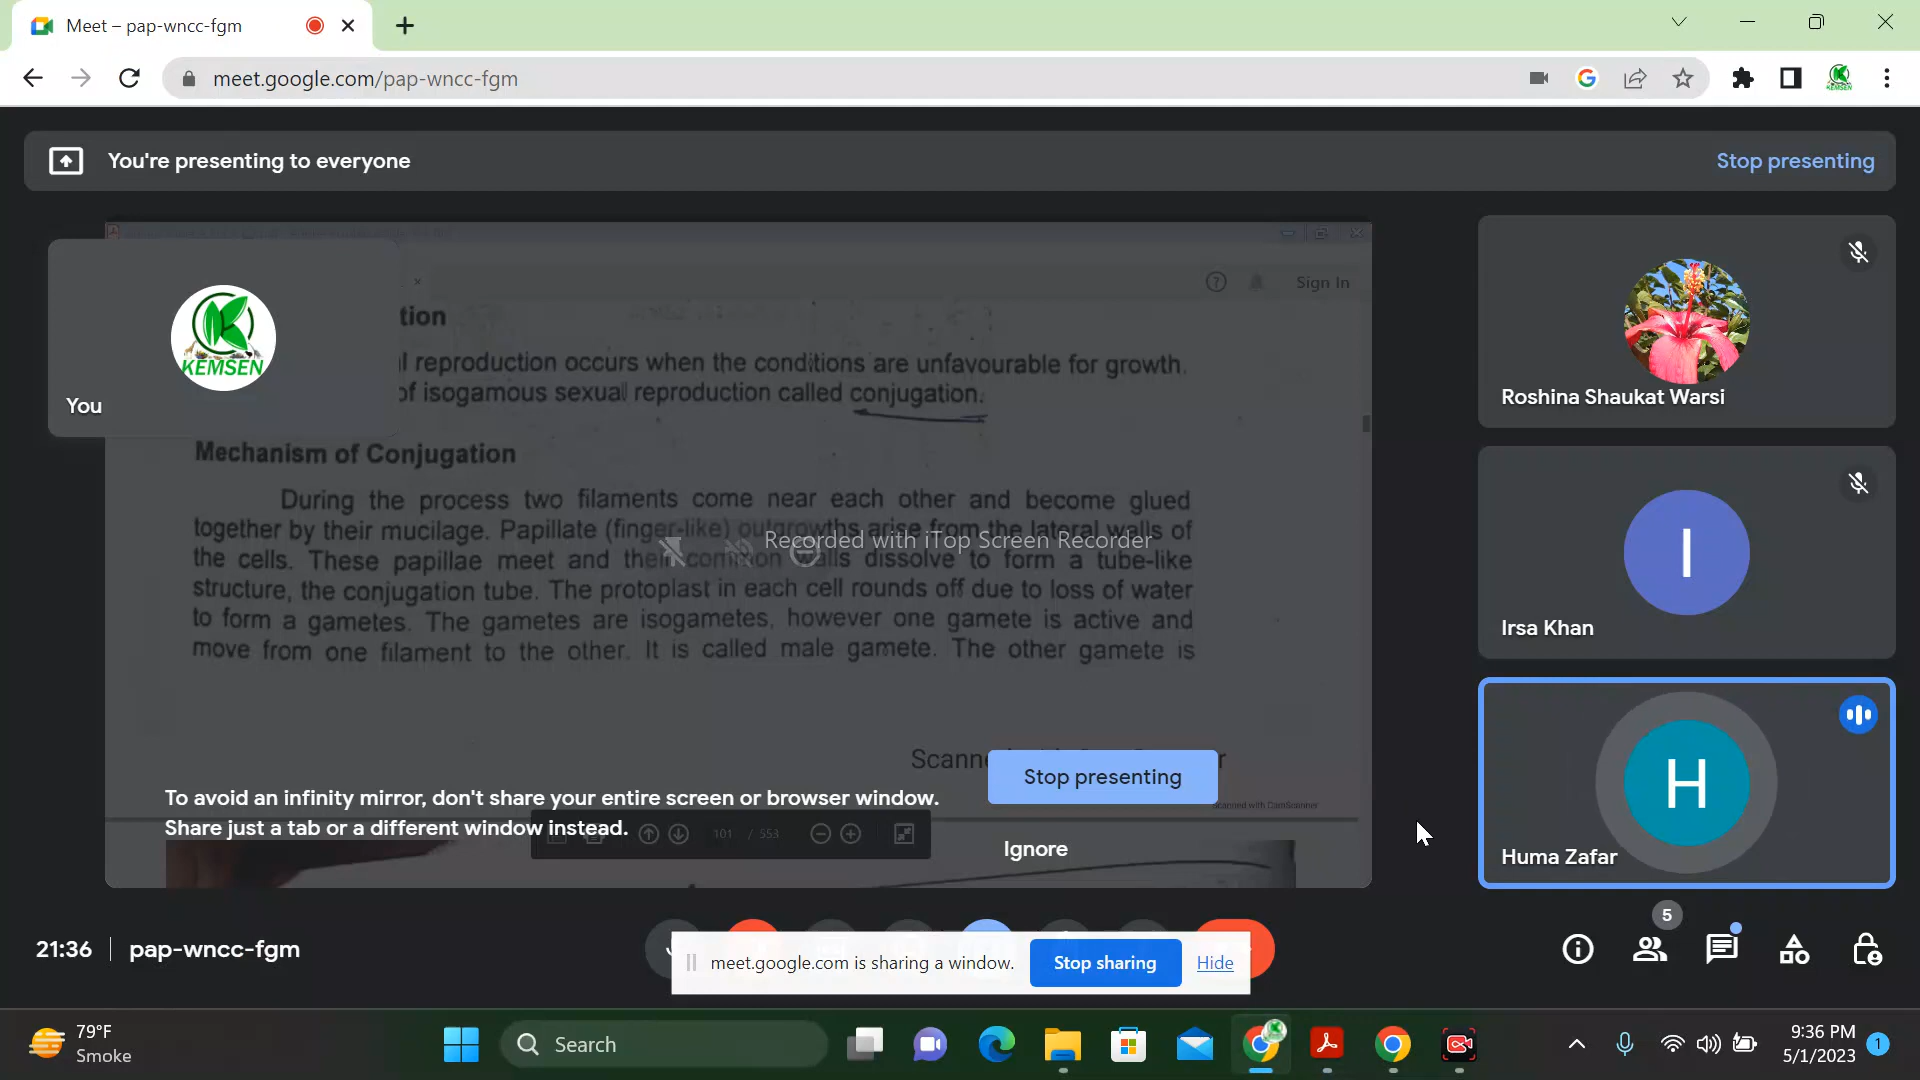 Meet – pap-wncc-fgm
meet.google.com/pap-wncc-fgm
You're presenting to everyone
Stop presenting
Sign In
KEMSEN
You
tion
l reproduction occurs when the conditions are unfavourable for growth.
of isogamous sexual reproduction called conjugation.
Mechanism of Conjugation
During the process two filaments come near each other and become glued
together by their mucilage. Papillate (finger-like) outgrowths arise from the lateral walls of
the cells. These papillae meet and their common walls dissolve to form a tube-like
structure, the conjugation tube. The protoplast in each cell rounds off due to loss of water
to form a gametes. The gametes are isogametes, however one gamete is active and
move from one filament to the other. It is called male gamete. The other gamete is
Recorded with iTop Screen Recorder
Scanne
r
Scanned with CamScanner
To avoid an infinity mirror, don't share your entire screen or browser window.
Share just a tab or a different window instead.
Stop presenting
Ignore
101 / 553
Roshina Shaukat Warsi
I
Irsa Khan
H
Huma Zafar
21:36 | pap-wncc-fgm
5
meet.google.com is sharing a window.
Stop sharing
Hide
79°F
Smoke
Search
9:36 PM
5/1/2023
1